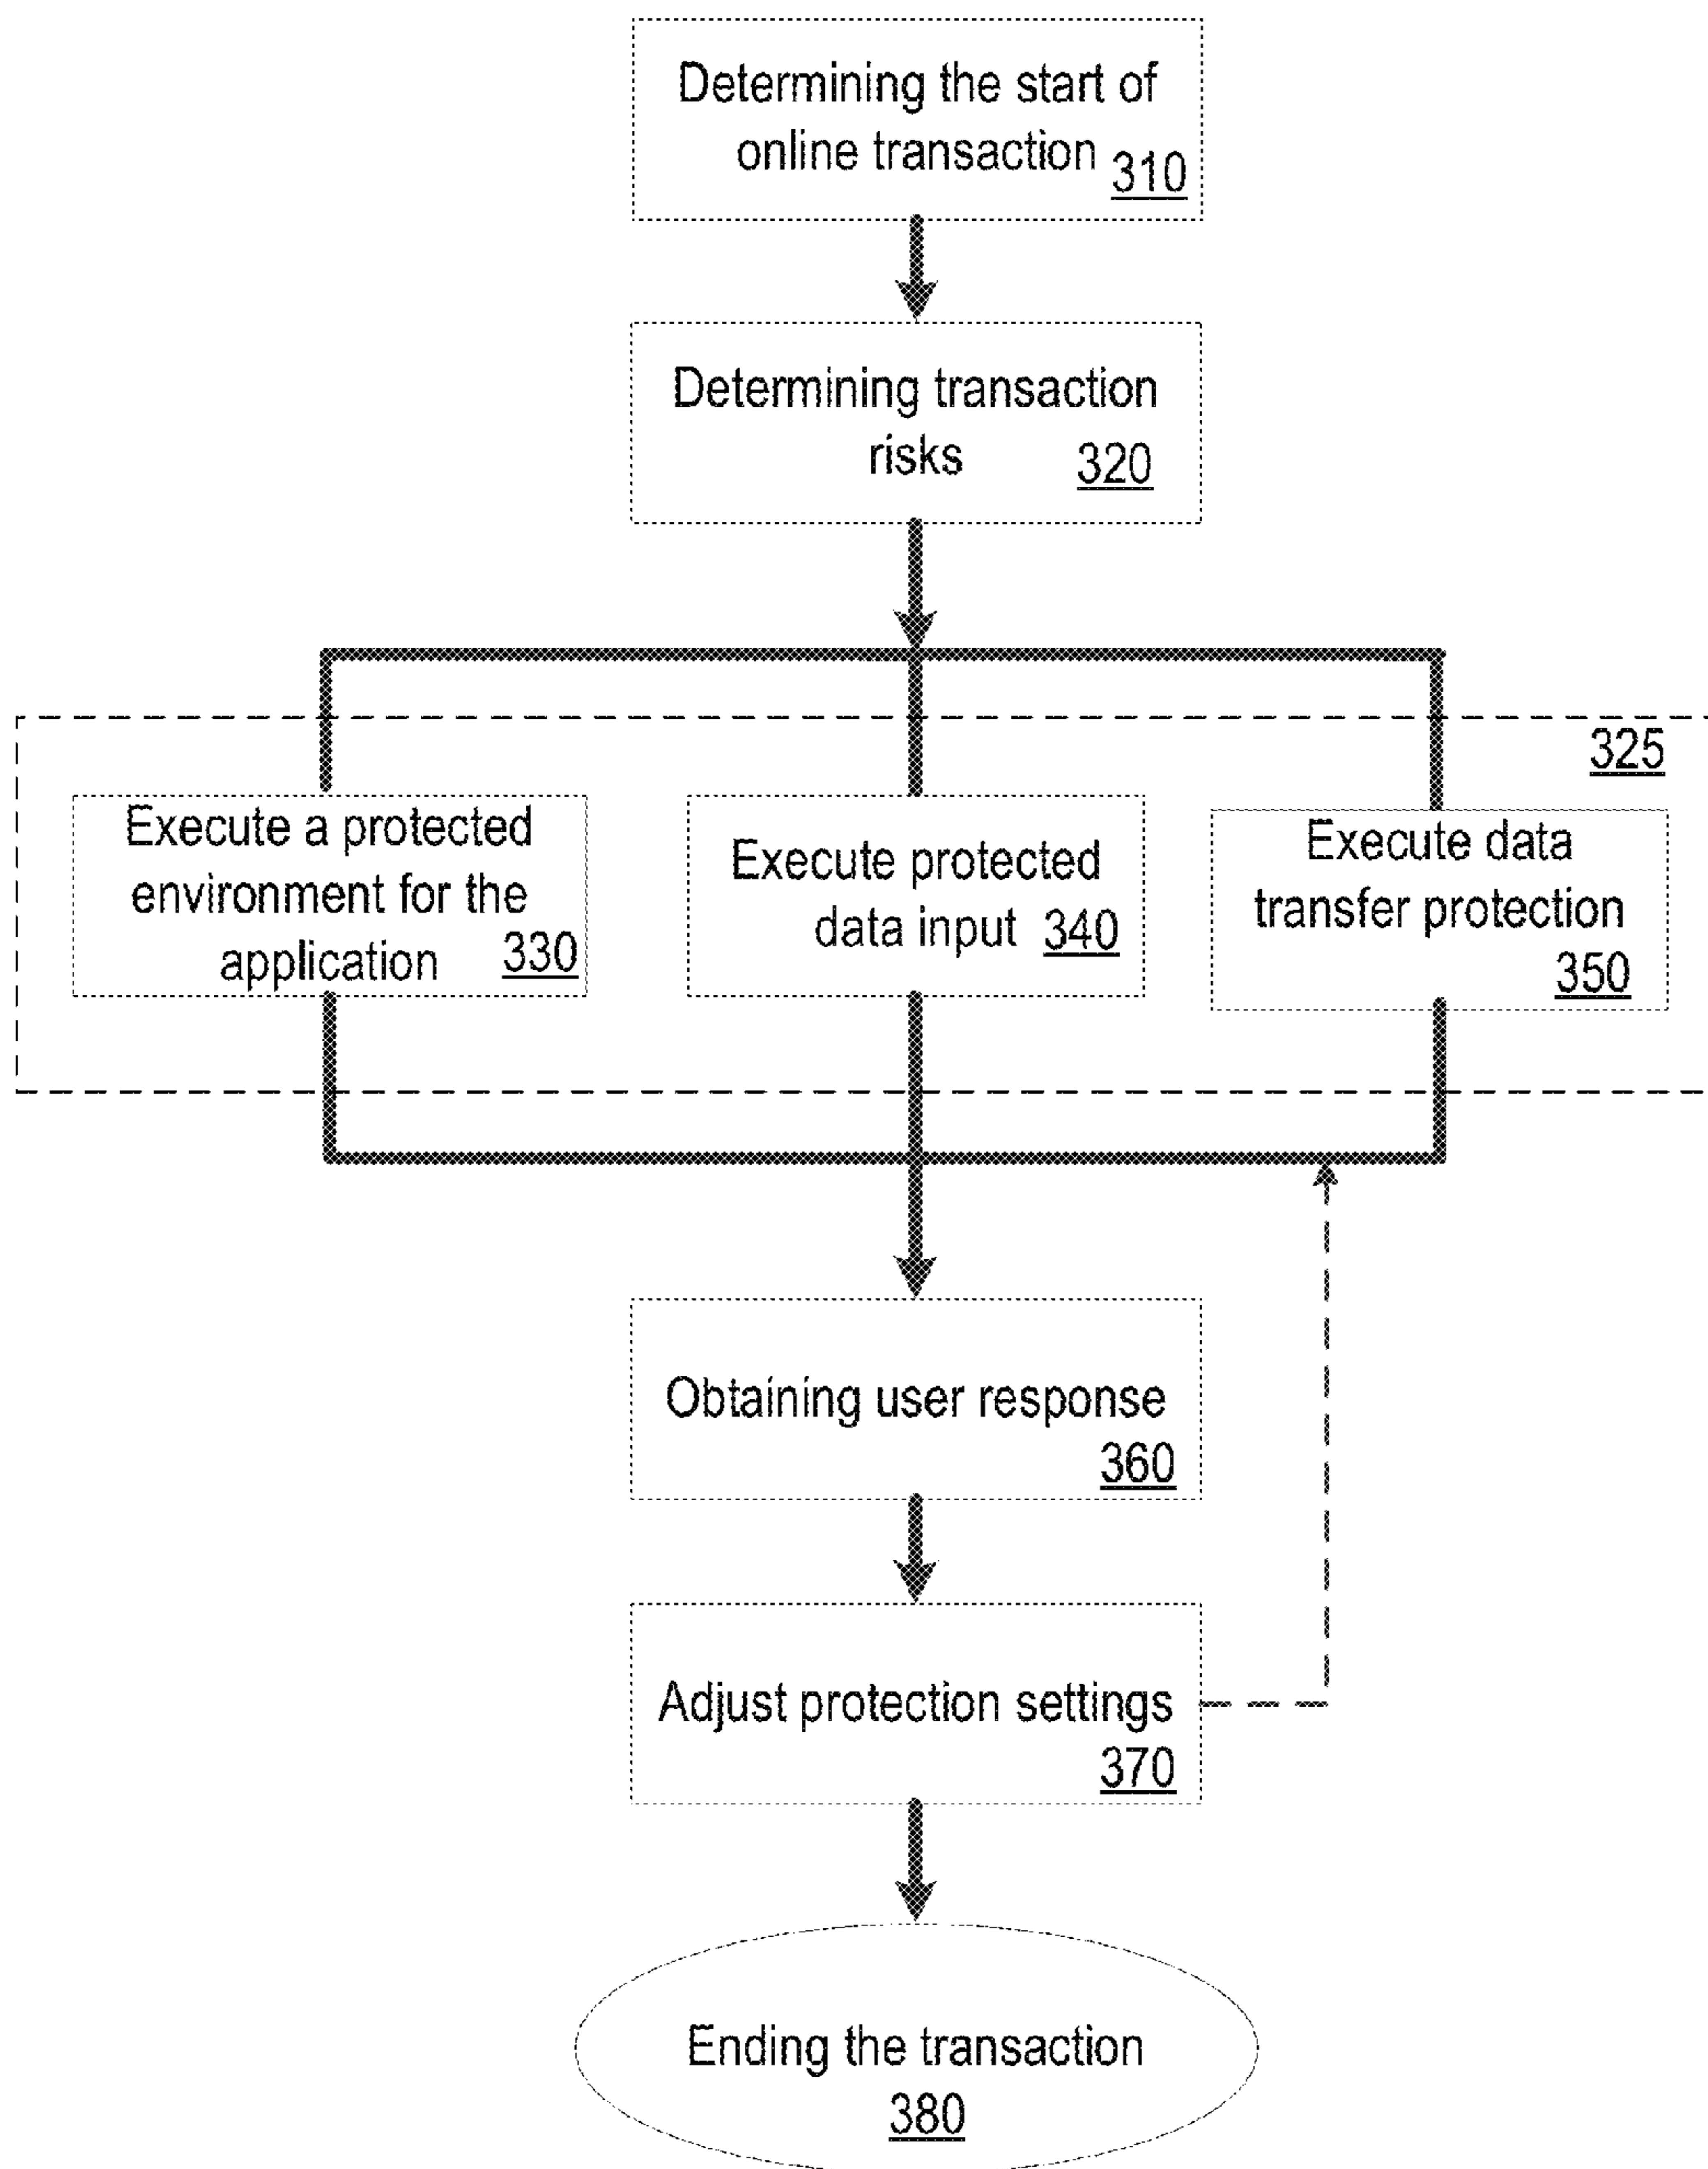 Determining the start of
online transaction 310
Determining transaction
risks 320
325
Execute a protected
environment for the
application 330
Execute protected
data input 340
Execute data
transfer protection
350
Obtaining user response
360
Adjust protection settings
370
Ending the transaction
380